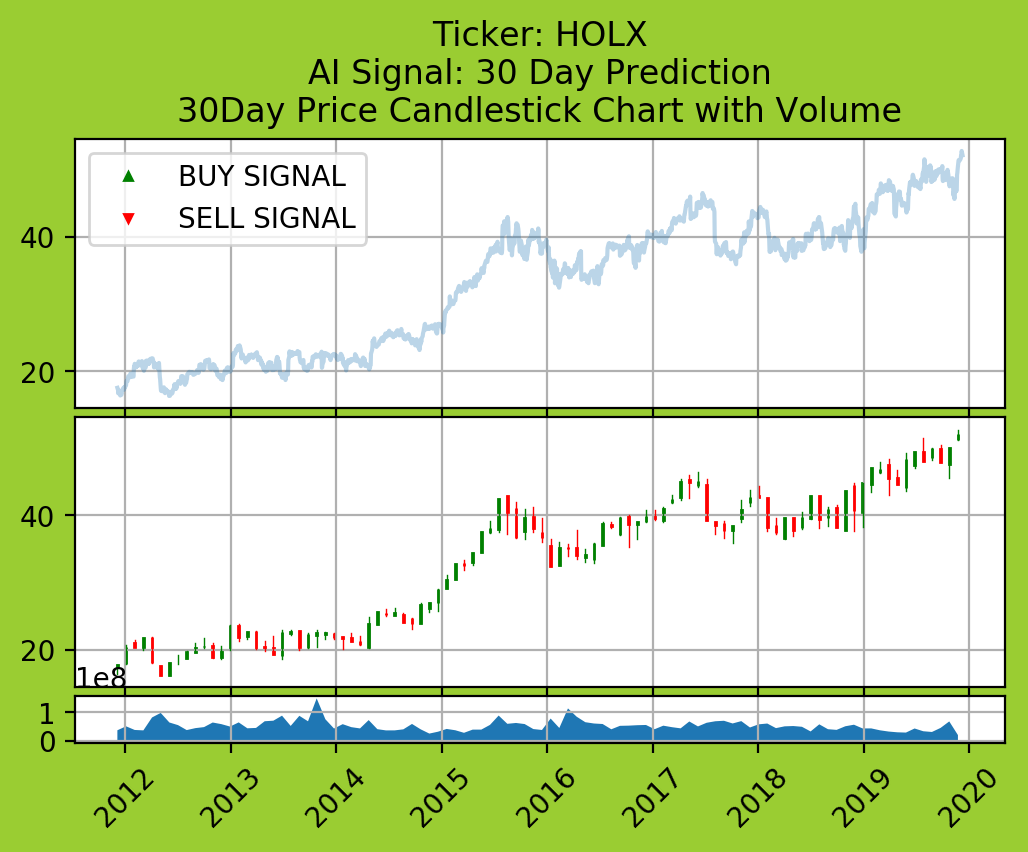 Ticker: HOLX
AI Signal: 30 Day Prediction
30Day Price Candlestick Chart with Volume
BUY SIGNAL
SELL SIGNAL
40
20
40
20
1e8
1
0
2012 2013 2014 2015 2016 2017 2018 2019 2020